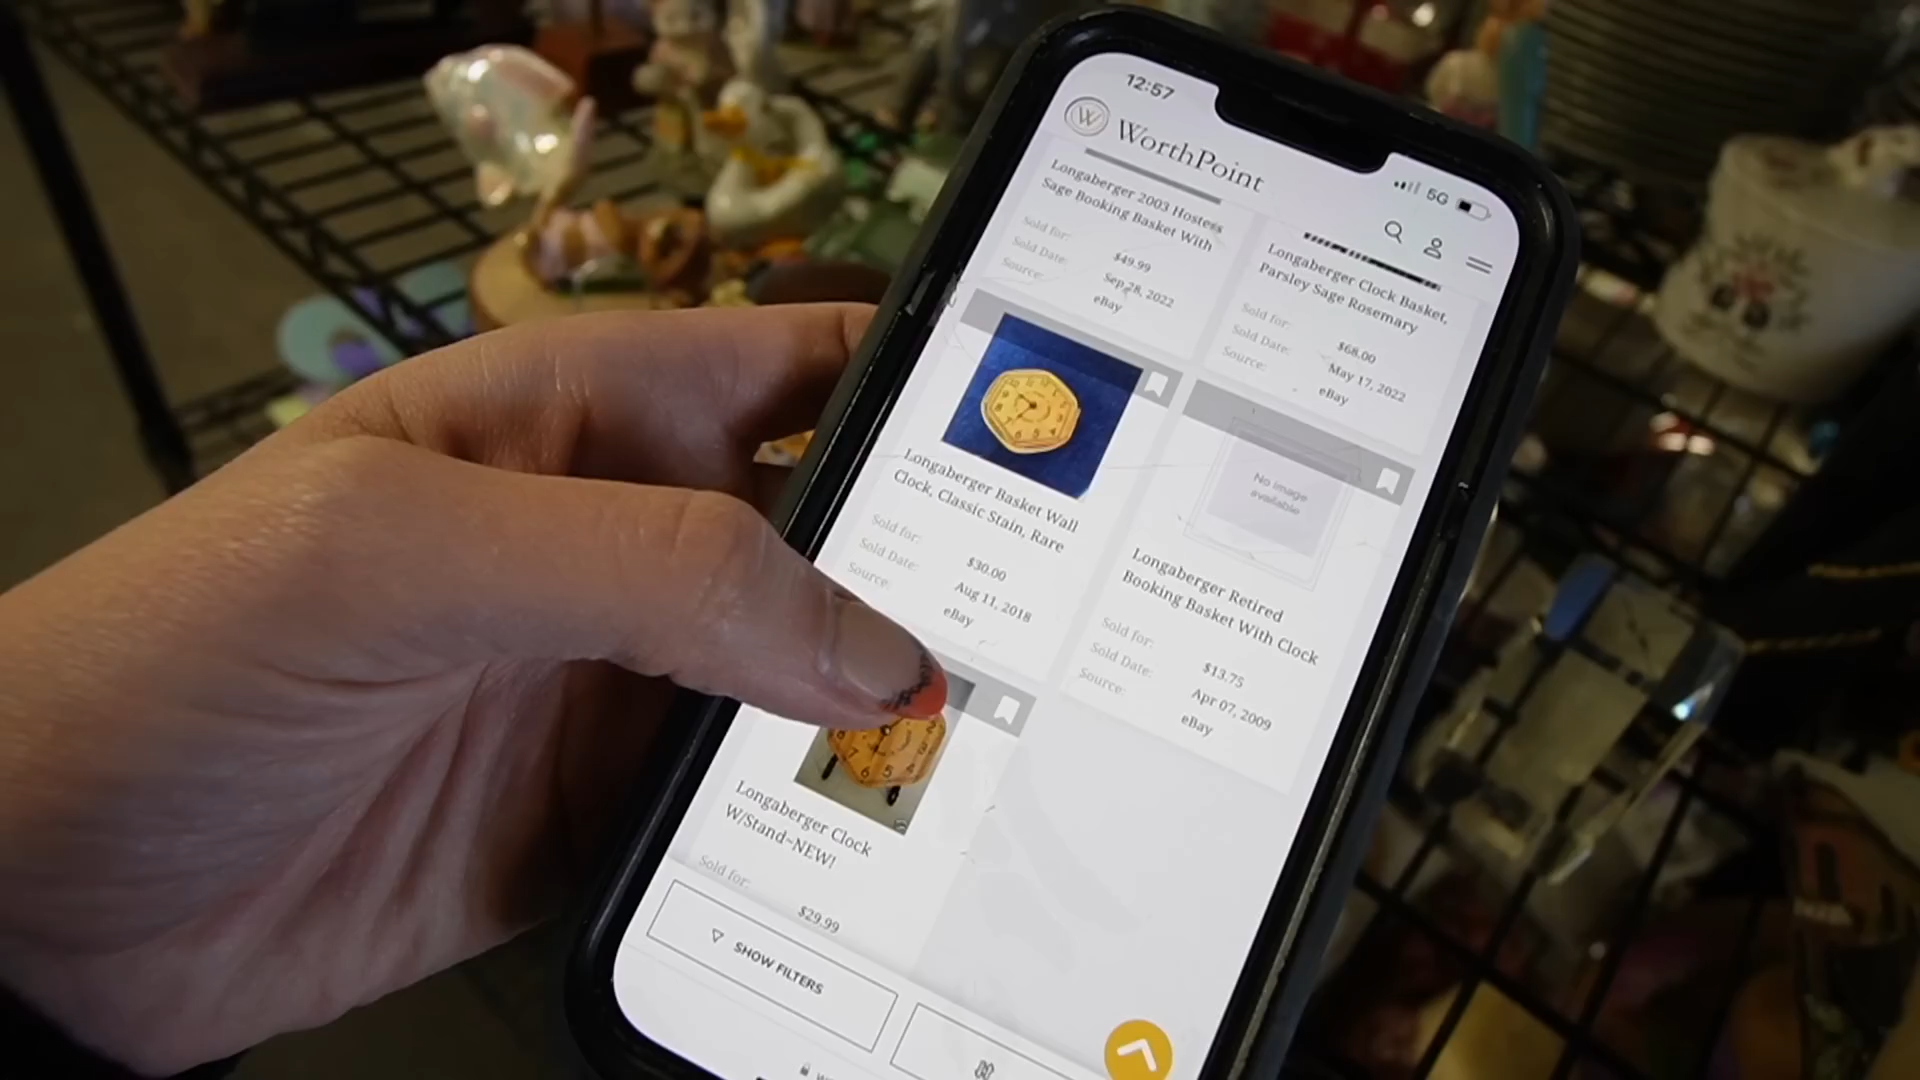 12:57
5G
W WorthPoint
Longaberger 2003 Hostess
Sage Booking Basket With
Sold for:
$49.99
Sold Date:
Sep 28, 2022
Source:
eBay
Longaberger Clock Basket,
Parsley Sage Rosemary
Sold for:
$68.00
Sold Date:
May 17, 2022
Source:
eBay
Longaberger Basket Wall
Clock, Classic Stain, Rare
Sold for:
$30.00
Sold Date:
Aug 11, 2018
Source:
eBay
No image
available
Longaberger Retired
Booking Basket With Clock
Sold for:
$13.75
Sold Date:
Apr 07, 2009
Source:
eBay
Longaberger Clock
W/Stand~NEW!
Sold for:
$29.99
SHOW FILTERS